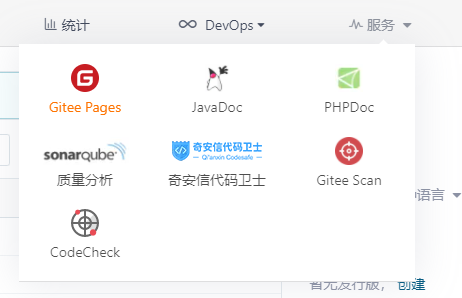 统计 DevOps 服务
Gitee Pages JavaDoc PHPDoc
sonarqube 奇安信代码卫士
Qi'anxin Codesafe
质量分析 奇安信代码卫士 Gitee Scan
语言
CodeCheck
暂无发行版，创建